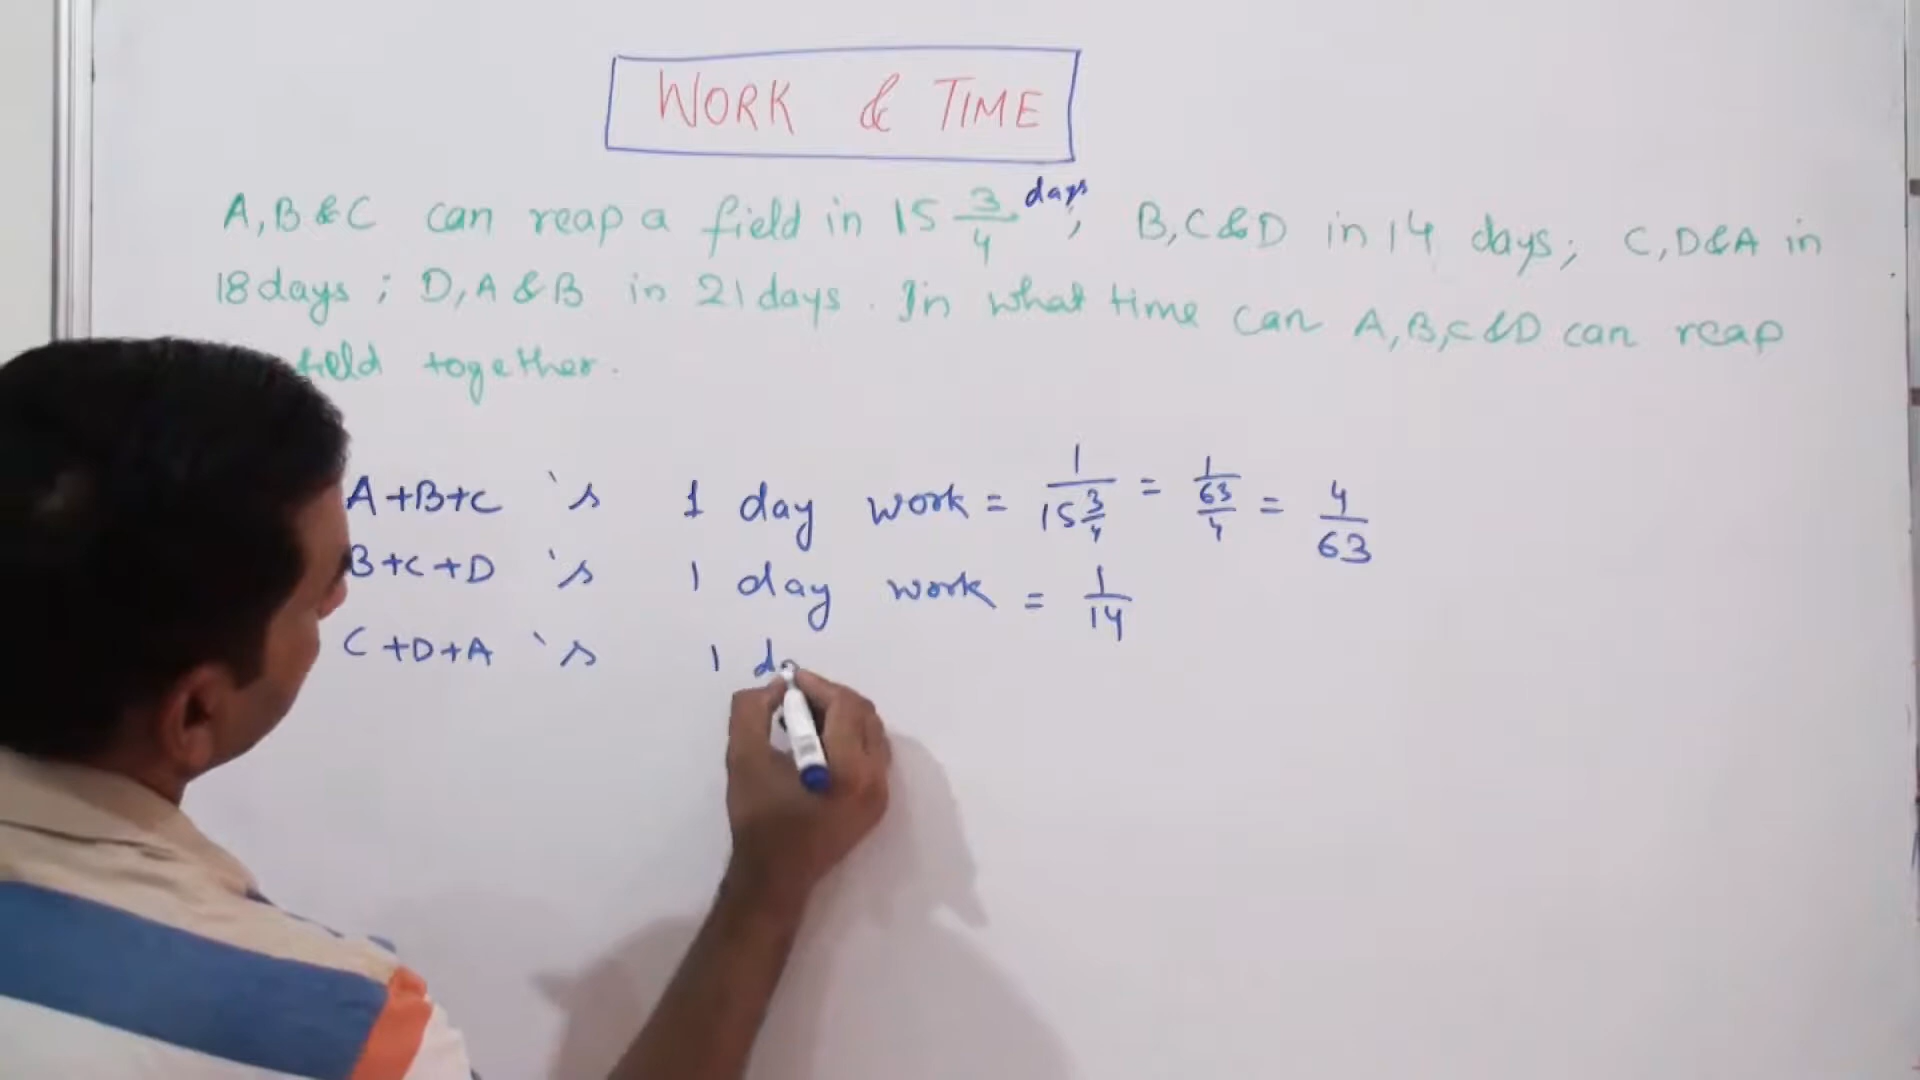 WORK & TIME
A, B & C can reap a field in 15 3/4 days; B, C & D in 14 days; C, D & A in
18 days; D, A & B in 21 days. In what time can A, B, C & D can reap
field together.
A+B+C 's 1 day work = 1/(15 3/4) = 1/(63/4) = 4/63
B+C+D 's 1 day work = 1/14
C+D+A 's 1 da